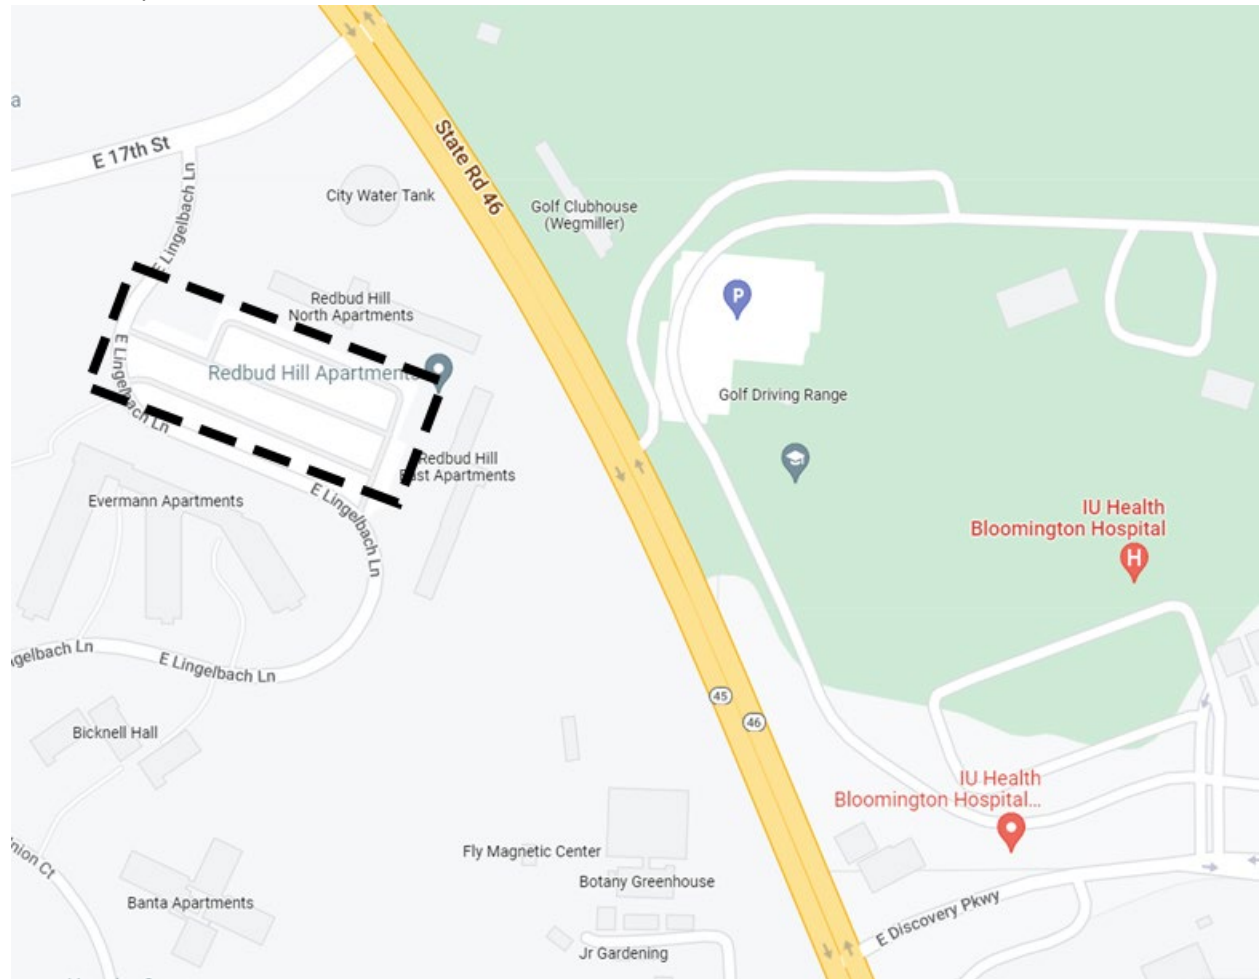 a
E 17th St
State Rd 46
E Lingelbach Ln
City Water Tank
Golf Clubhouse
(Wegmiller)
P
Redbud Hill
North Apartments
E Lingelbach Ln
Redbud Hill Apartments
Golf Driving Range
Redbud Hill
East Apartments
Evermann Apartments
E Lingelbach Ln
IU Health
Bloomington Hospital
H
ngelbach Ln
E Lingelbach Ln
45
46
Bicknell Hall
IU Health
Bloomington Hospital...
nion Ct
Fly Magnetic Center
Botany Greenhouse
Banta Apartments
E Discovery Pkwy
Jr Gardening